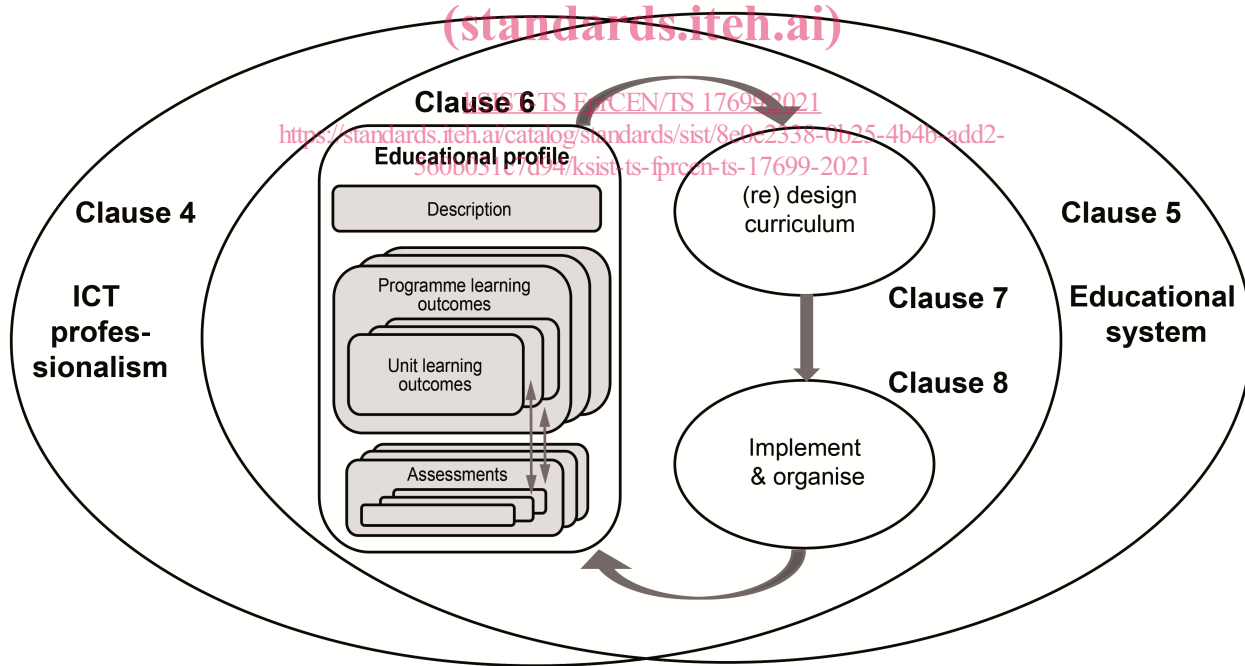 (standards.iteh.ai)
Clause 6
kSIST-TS FprCEN/TS 17699:2021
https://standards.iteh.ai/catalog/standards/sist/8e0c2338-0b25-4b4b-add2-
560b051c7d94/ksist-ts-fprcen-ts-17699-2021
Educational profile
Description
Programme learning
outcomes
Unit learning
outcomes
Assessments
(re) design
curriculum
Clause 7
Clause 8
Implement
& organise
Clause 4
ICT
profes-
sionalism
Clause 5
Educational
system